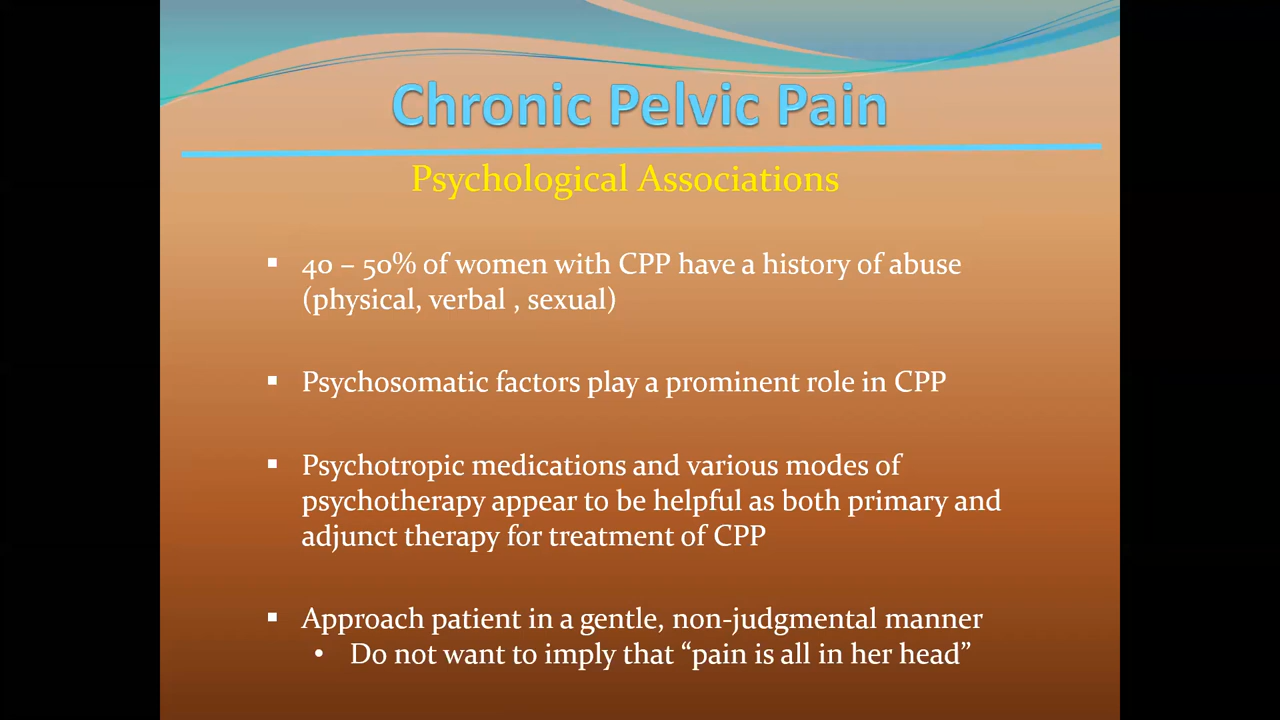 Chronic Pelvic Pain
Psychological Associations
▪ 40 – 50% of women with CPP have a history of abuse
(physical, verbal , sexual)
▪ Psychosomatic factors play a prominent role in CPP
▪ Psychotropic medications and various modes of
psychotherapy appear to be helpful as both primary and
adjunct therapy for treatment of CPP
▪ Approach patient in a gentle, non-judgmental manner
• Do not want to imply that “pain is all in her head”